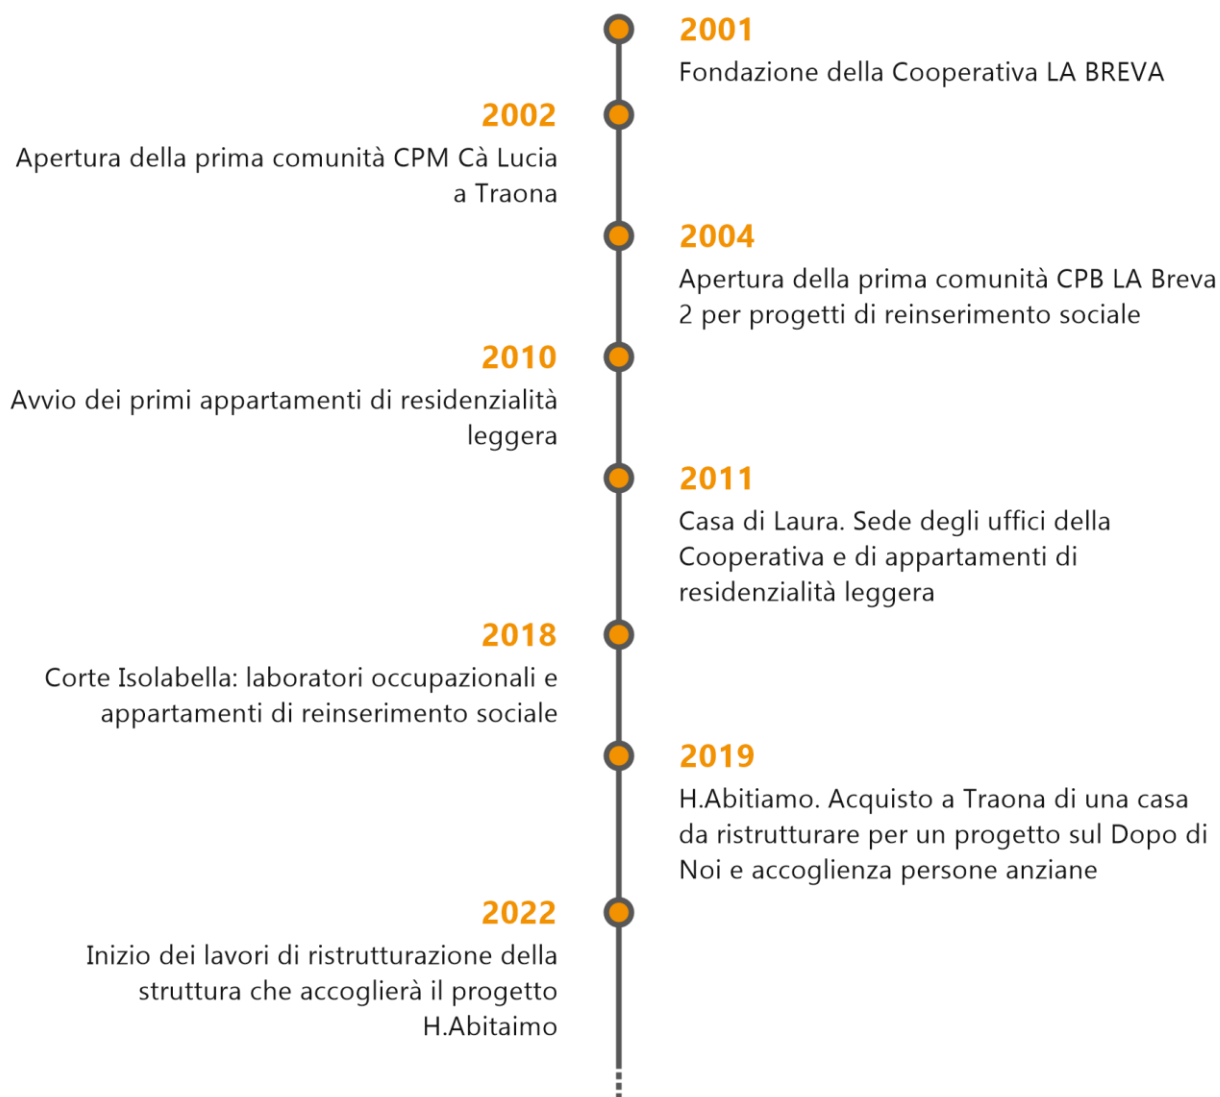 2001
Fondazione della Cooperativa LA BREVA
2002
Apertura della prima comunità CPM Cà Lucia
a Traona
2004
Apertura della prima comunità CPB LA Breva
2 per progetti di reinserimento sociale
2010
Avvio dei primi appartamenti di residenzialità
leggera
2011
Casa di Laura. Sede degli uffici della
Cooperativa e di appartamenti di
residenzialità leggera
2018
Corte Isolabella: laboratori occupazionali e
appartamenti di reinserimento sociale
2019
H.Abitiamo. Acquisto a Traona di una casa
da ristrutturare per un progetto sul Dopo di
Noi e accoglienza persone anziane
2022
Inizio dei lavori di ristrutturazione della
struttura che accoglierà il progetto
H.Abitaimo